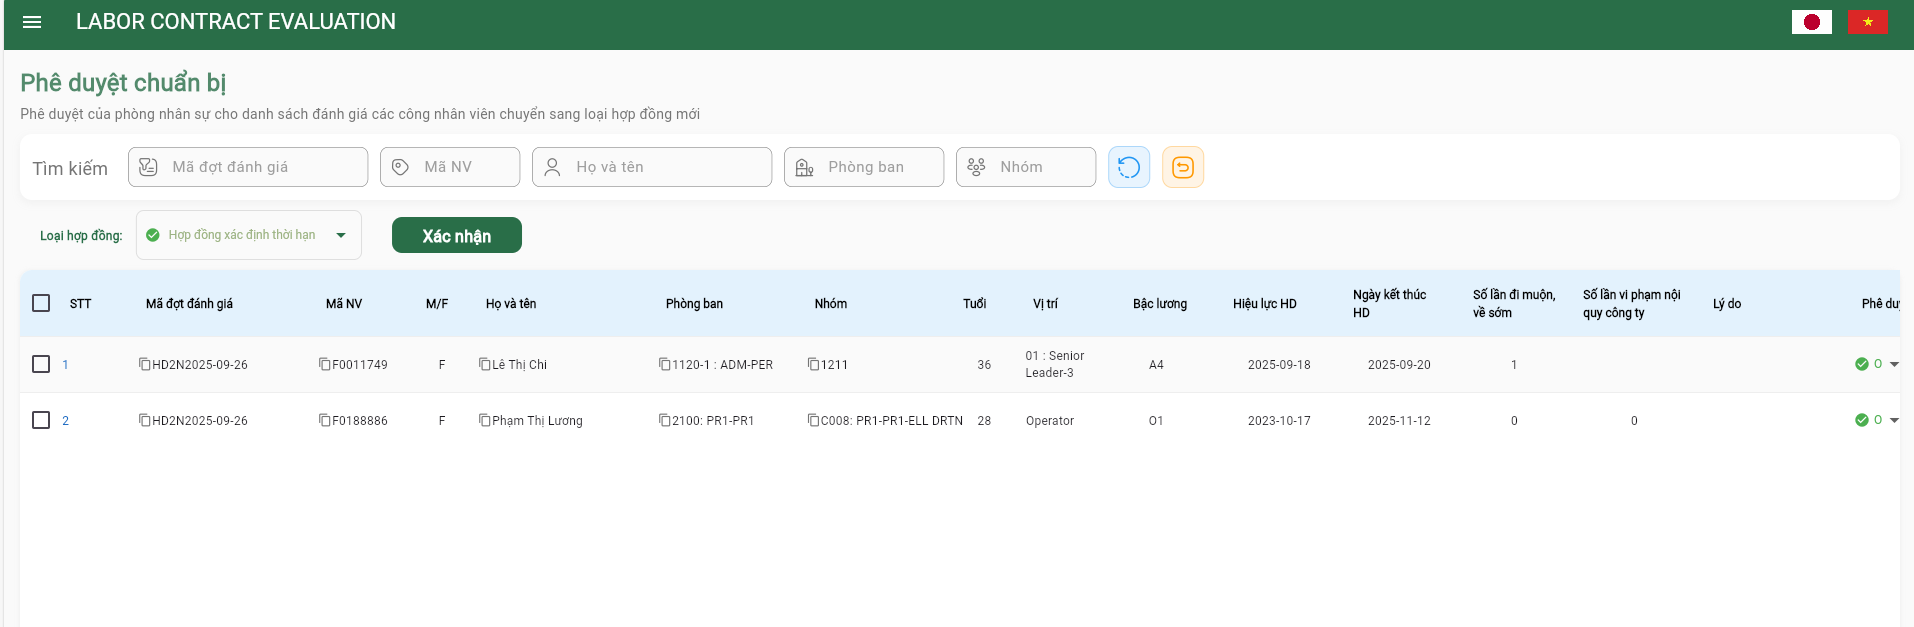 LABOR CONTRACT EVALUATION
Phê duyệt chuẩn bị
Phê duyệt của phòng nhân sự cho danh sách đánh giá các công nhân viên chuyển sang loại hợp đồng mới
Tìm kiếm Mã đợt đánh giá Mã NV Họ và tên Phòng ban Nhóm
Loại hợp đồng: Hợp đồng xác định thời hạn Xác nhận
STT Mã đợt đánh giá Mã NV M/F Họ và tên Phòng ban Nhóm Tuổi Vị trí Bậc lương Hiệu lực HD Ngày kết thúc HD Số lần đi muộn, về sớm Số lần vi phạm nội quy công ty Lý do Phê duy
1 HD2N2025-09-26 F0011749 F Lê Thị Chi 1120-1 : ADM-PER 1211 36 01 : Senior Leader-3 A4 2025-09-18 2025-09-20 1 O
2 HD2N2025-09-26 F0188886 F Phạm Thị Lương 2100: PR1-PR1 C008: PR1-PR1-ELL DRTN 28 Operator O1 2023-10-17 2025-11-12 0 0 O